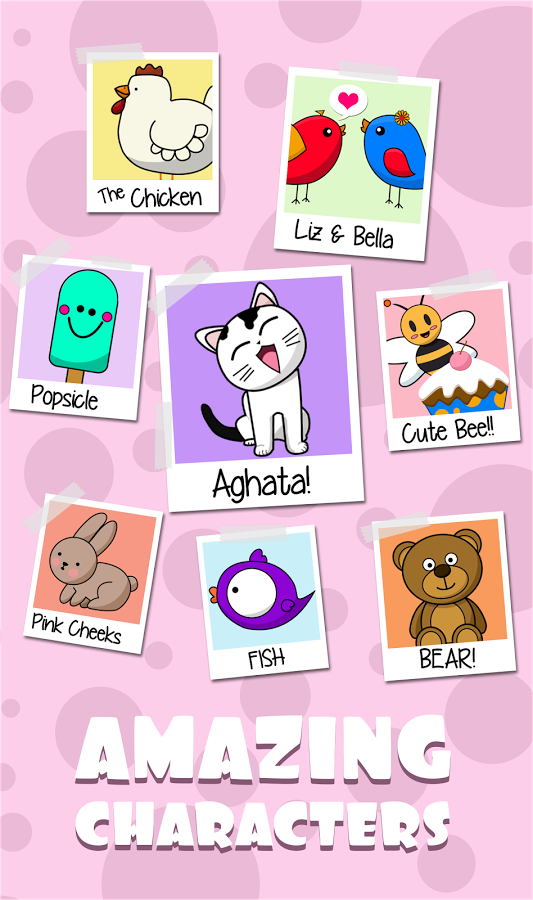 The Chicken
Liz & Bella
Popsicle
Aghata!
Cute Bee!!
Pink Cheeks
FISH
BEAR!
AMAZING
CHARACTERS